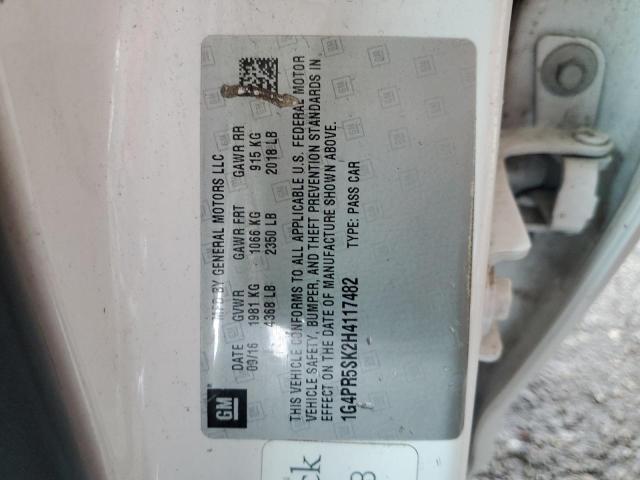 GM
MFD BY GENERAL MOTORS LLC
DATE GVWR GAWR FRT GAWR RR
09/16 1981 KG 1066 KG 915 KG
4368 LB 2350 LB 2018 LB
THIS VEHICLE CONFORMS TO ALL APPLICABLE U.S. FEDERAL MOTOR
VEHICLE SAFETY, BUMPER, AND THEFT PREVENTION STANDARDS IN
EFFECT ON THE DATE OF MANUFACTURE SHOWN ABOVE.
1G4PR5SK2H4117482 TYPE: PASS CAR